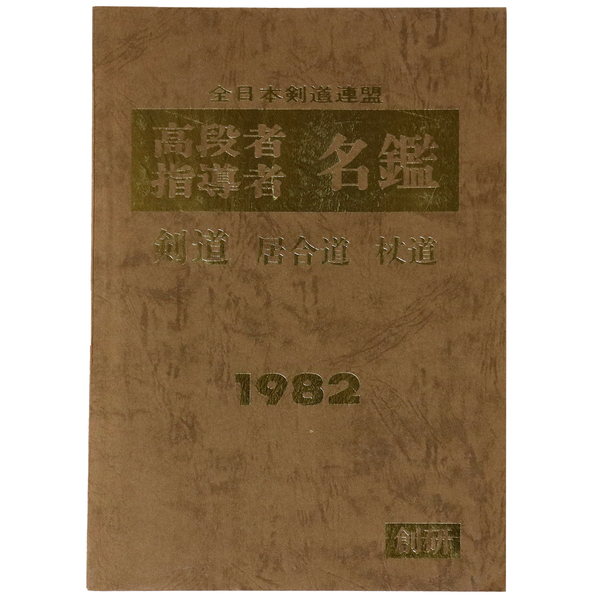 全日本剣道連盟
高段者
指導者 名鑑
剣道 居合道 杖道
1982
創研